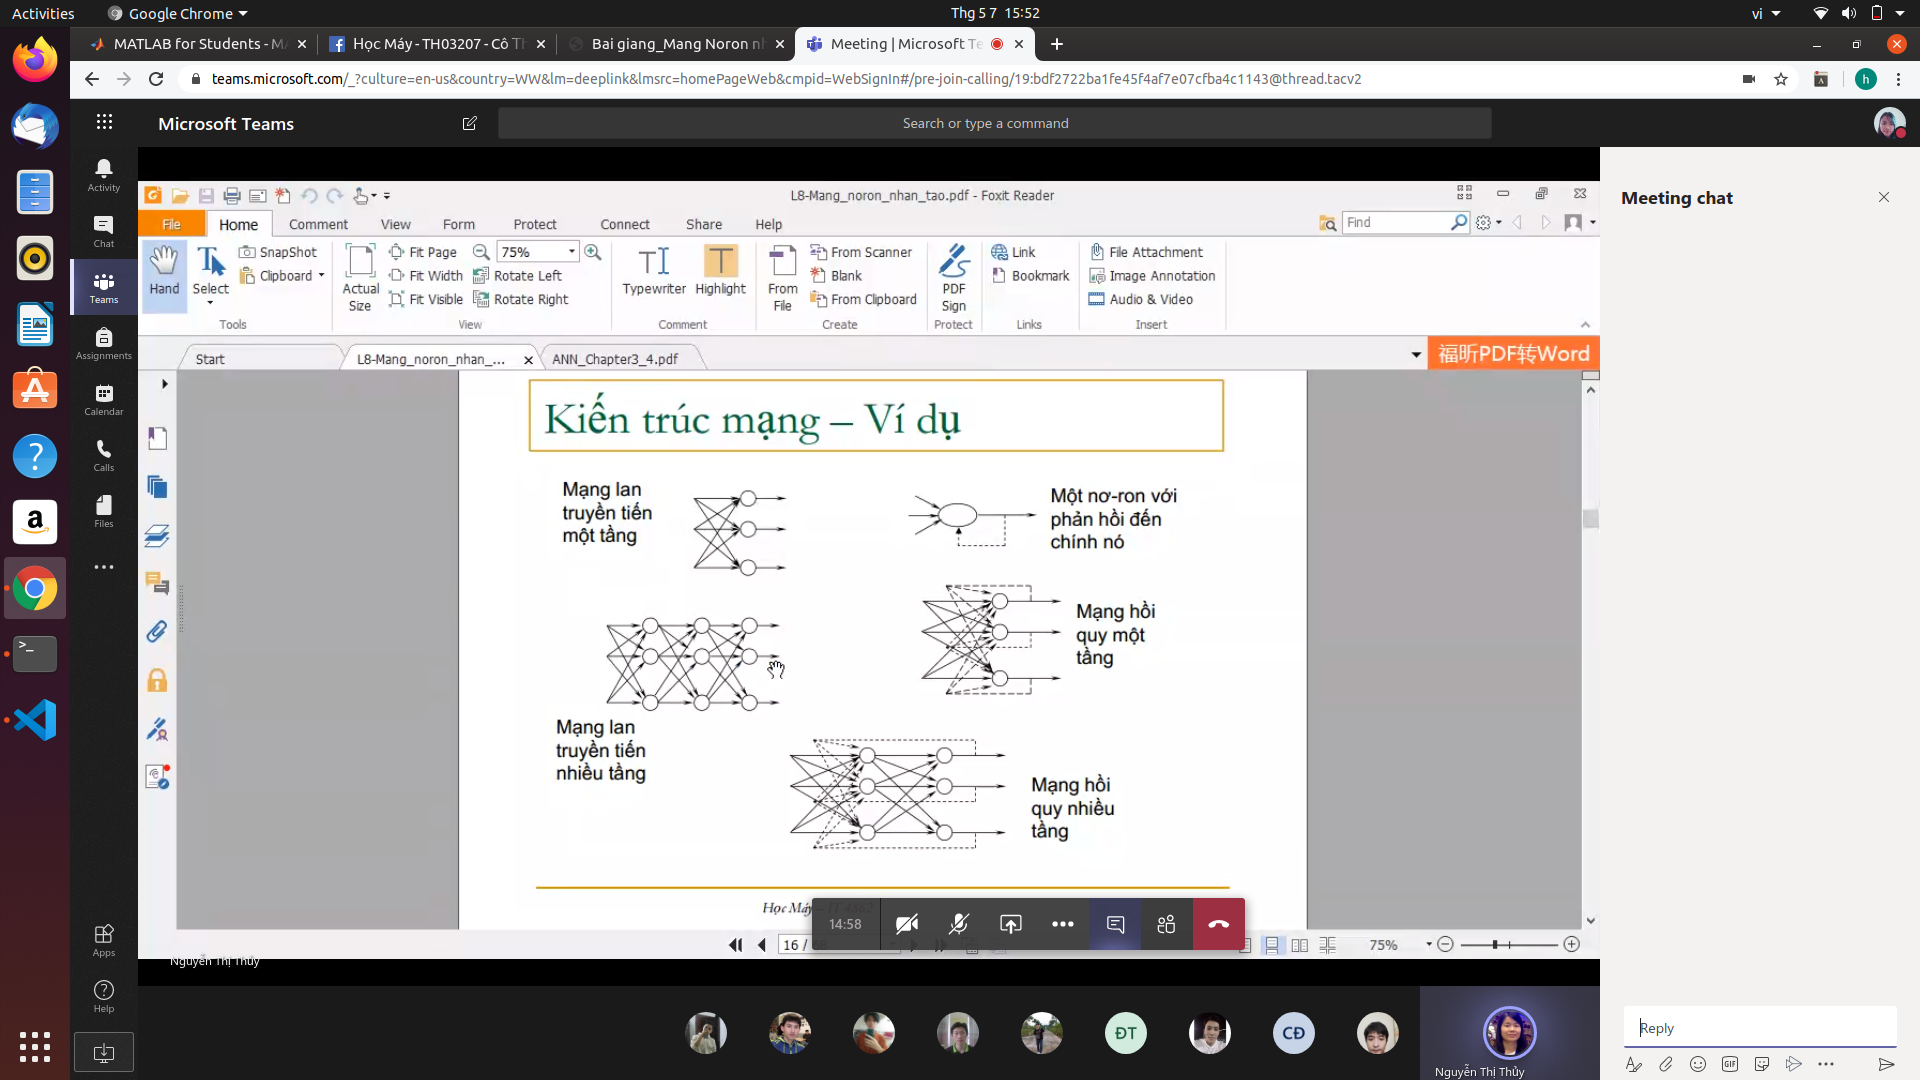 Activities
Google Chrome
Thg 5 7 15:52
vi
MATLAB for Students - M
Học Máy - TH03207 - Cô Th
Bai giang_Mang Noron nh
Meeting | Microsoft Te
teams.microsoft.com/_?culture=en-us&country=WW&lm=deeplink&lmsrc=homePageWeb&cmpid=WebSignIn#/pre-join-calling/19:bdf2722ba1fe45f4af7e07cfba4c1143@thread.tacv2
h
Microsoft Teams
Search or type a command
Activity
Chat
Teams
Assignments
Calendar
Calls
Files
Apps
Help
L8-Mang_noron_nhan_tao.pdf - Foxit Reader
File
Home
Comment
View
Form
Protect
Connect
Share
Help
Find
Hand
Select
SnapShot
Clipboard
Tools
Actual
Size
Fit Page
Fit Width
Fit Visible
75%
Rotate Left
Rotate Right
View
Typewriter
Highlight
Comment
From
File
From Scanner
Blank
From Clipboard
Create
PDF
Sign
Protect
Link
Bookmark
Links
File Attachment
Image Annotation
Audio & Video
Insert
Start
L8-Mang_noron_nhan_...
ANN_Chapter3_4.pdf
福昕PDF转Word
Kiến trúc mạng – Ví dụ
Mạng lan
truyền tiến
một tầng
Một nơ-ron với
phản hồi đến
chính nó
Mạng hồi
quy một
tầng
Mạng lan
truyền tiến
nhiều tầng
Mạng hồi
quy nhiều
tầng
Học Máy
14:58
16 /
75%
Nguyễn Thị Thủy
ĐT
CĐ
Nguyễn Thị Thủy
Meeting chat
Reply
GIF